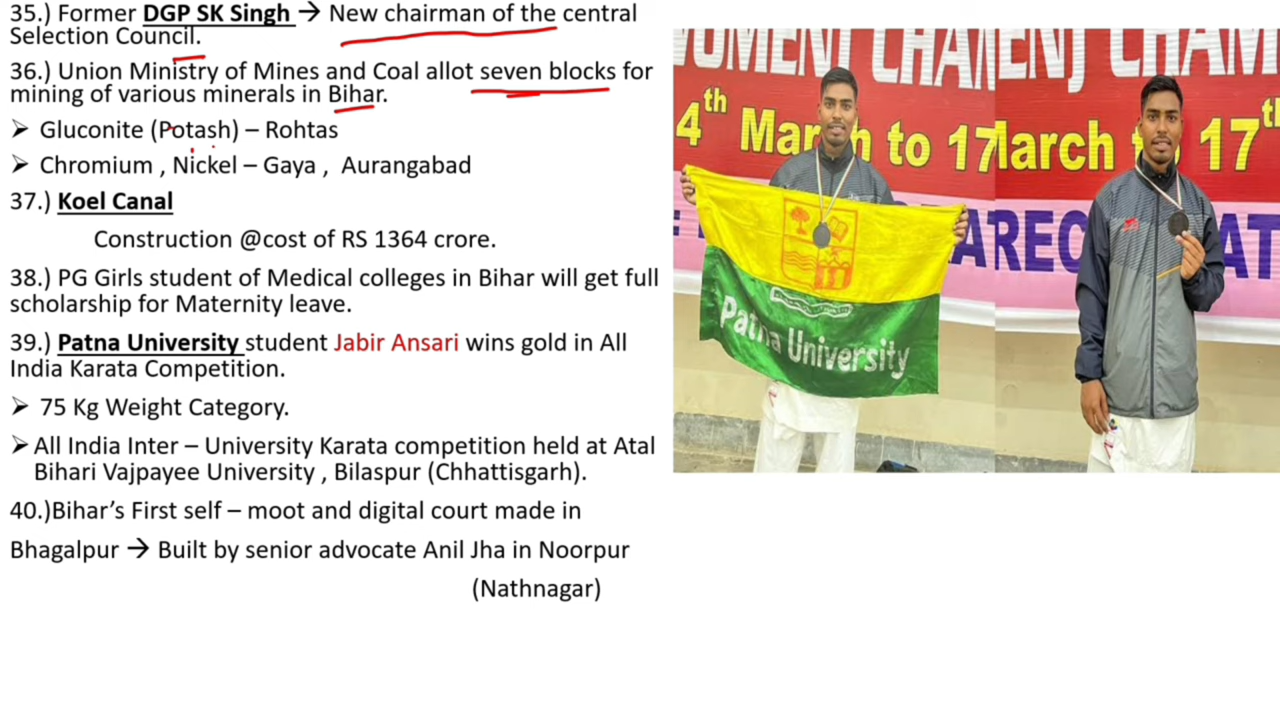 35.) Former DGP SK Singh → New chairman of the central
Selection Council.
36.) Union Ministry of Mines and Coal allot seven blocks for
mining of various minerals in Bihar.
➢ Gluconite (Potash) – Rohtas
➢ Chromium , Nickel – Gaya , Aurangabad
37.) Koel Canal
Construction @cost of RS 1364 crore.
38.) PG Girls student of Medical colleges in Bihar will get full
scholarship for Maternity leave.
39.) Patna University student Jabir Ansari wins gold in All
India Karata Competition.
➢ 75 Kg Weight Category.
➢ All India Inter – University Karata competition held at Atal
Bihari Vajpayee University , Bilaspur (Chhattisgarh).
40.)Bihar’s First self – moot and digital court made in
Bhagalpur → Built by senior advocate Anil Jha in Noorpur
(Nathnagar)
4th March to 17
Patna University
March to 17th